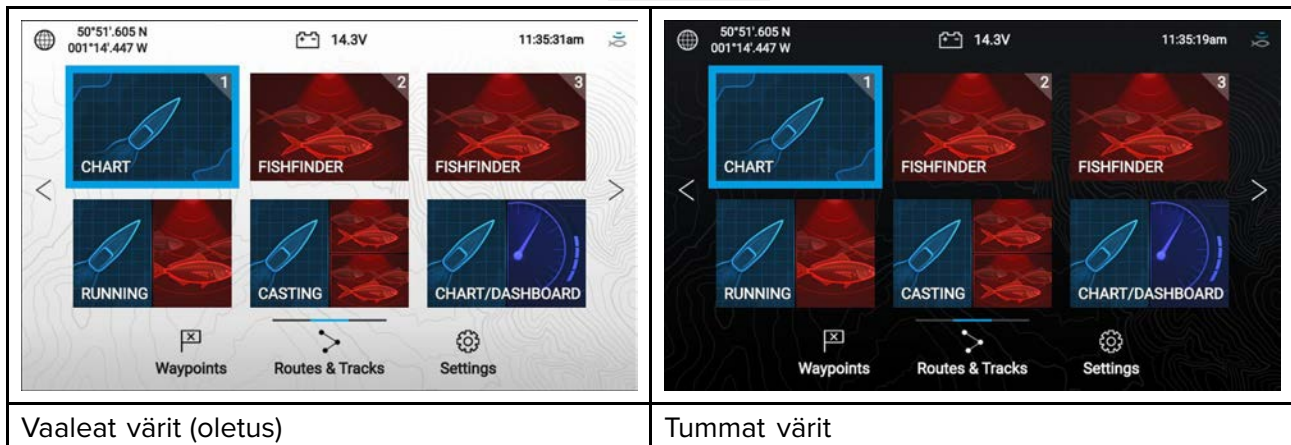 50°51'.605 N
001°14'.447 W
14.3V
11:35:31am
1
2
3
CHART
FISHFINDER
FISHFINDER
RUNNING
CASTING
CHART/DASHBOARD
Waypoints
Routes & Tracks
Settings
Vaaleat värit (oletus)
50°51'.605 N
001°14'.447 W
14.3V
11:35:19am
1
2
3
CHART
FISHFINDER
FISHFINDER
RUNNING
CASTING
CHART/DASHBOARD
Waypoints
Routes & Tracks
Settings
Tummat värit